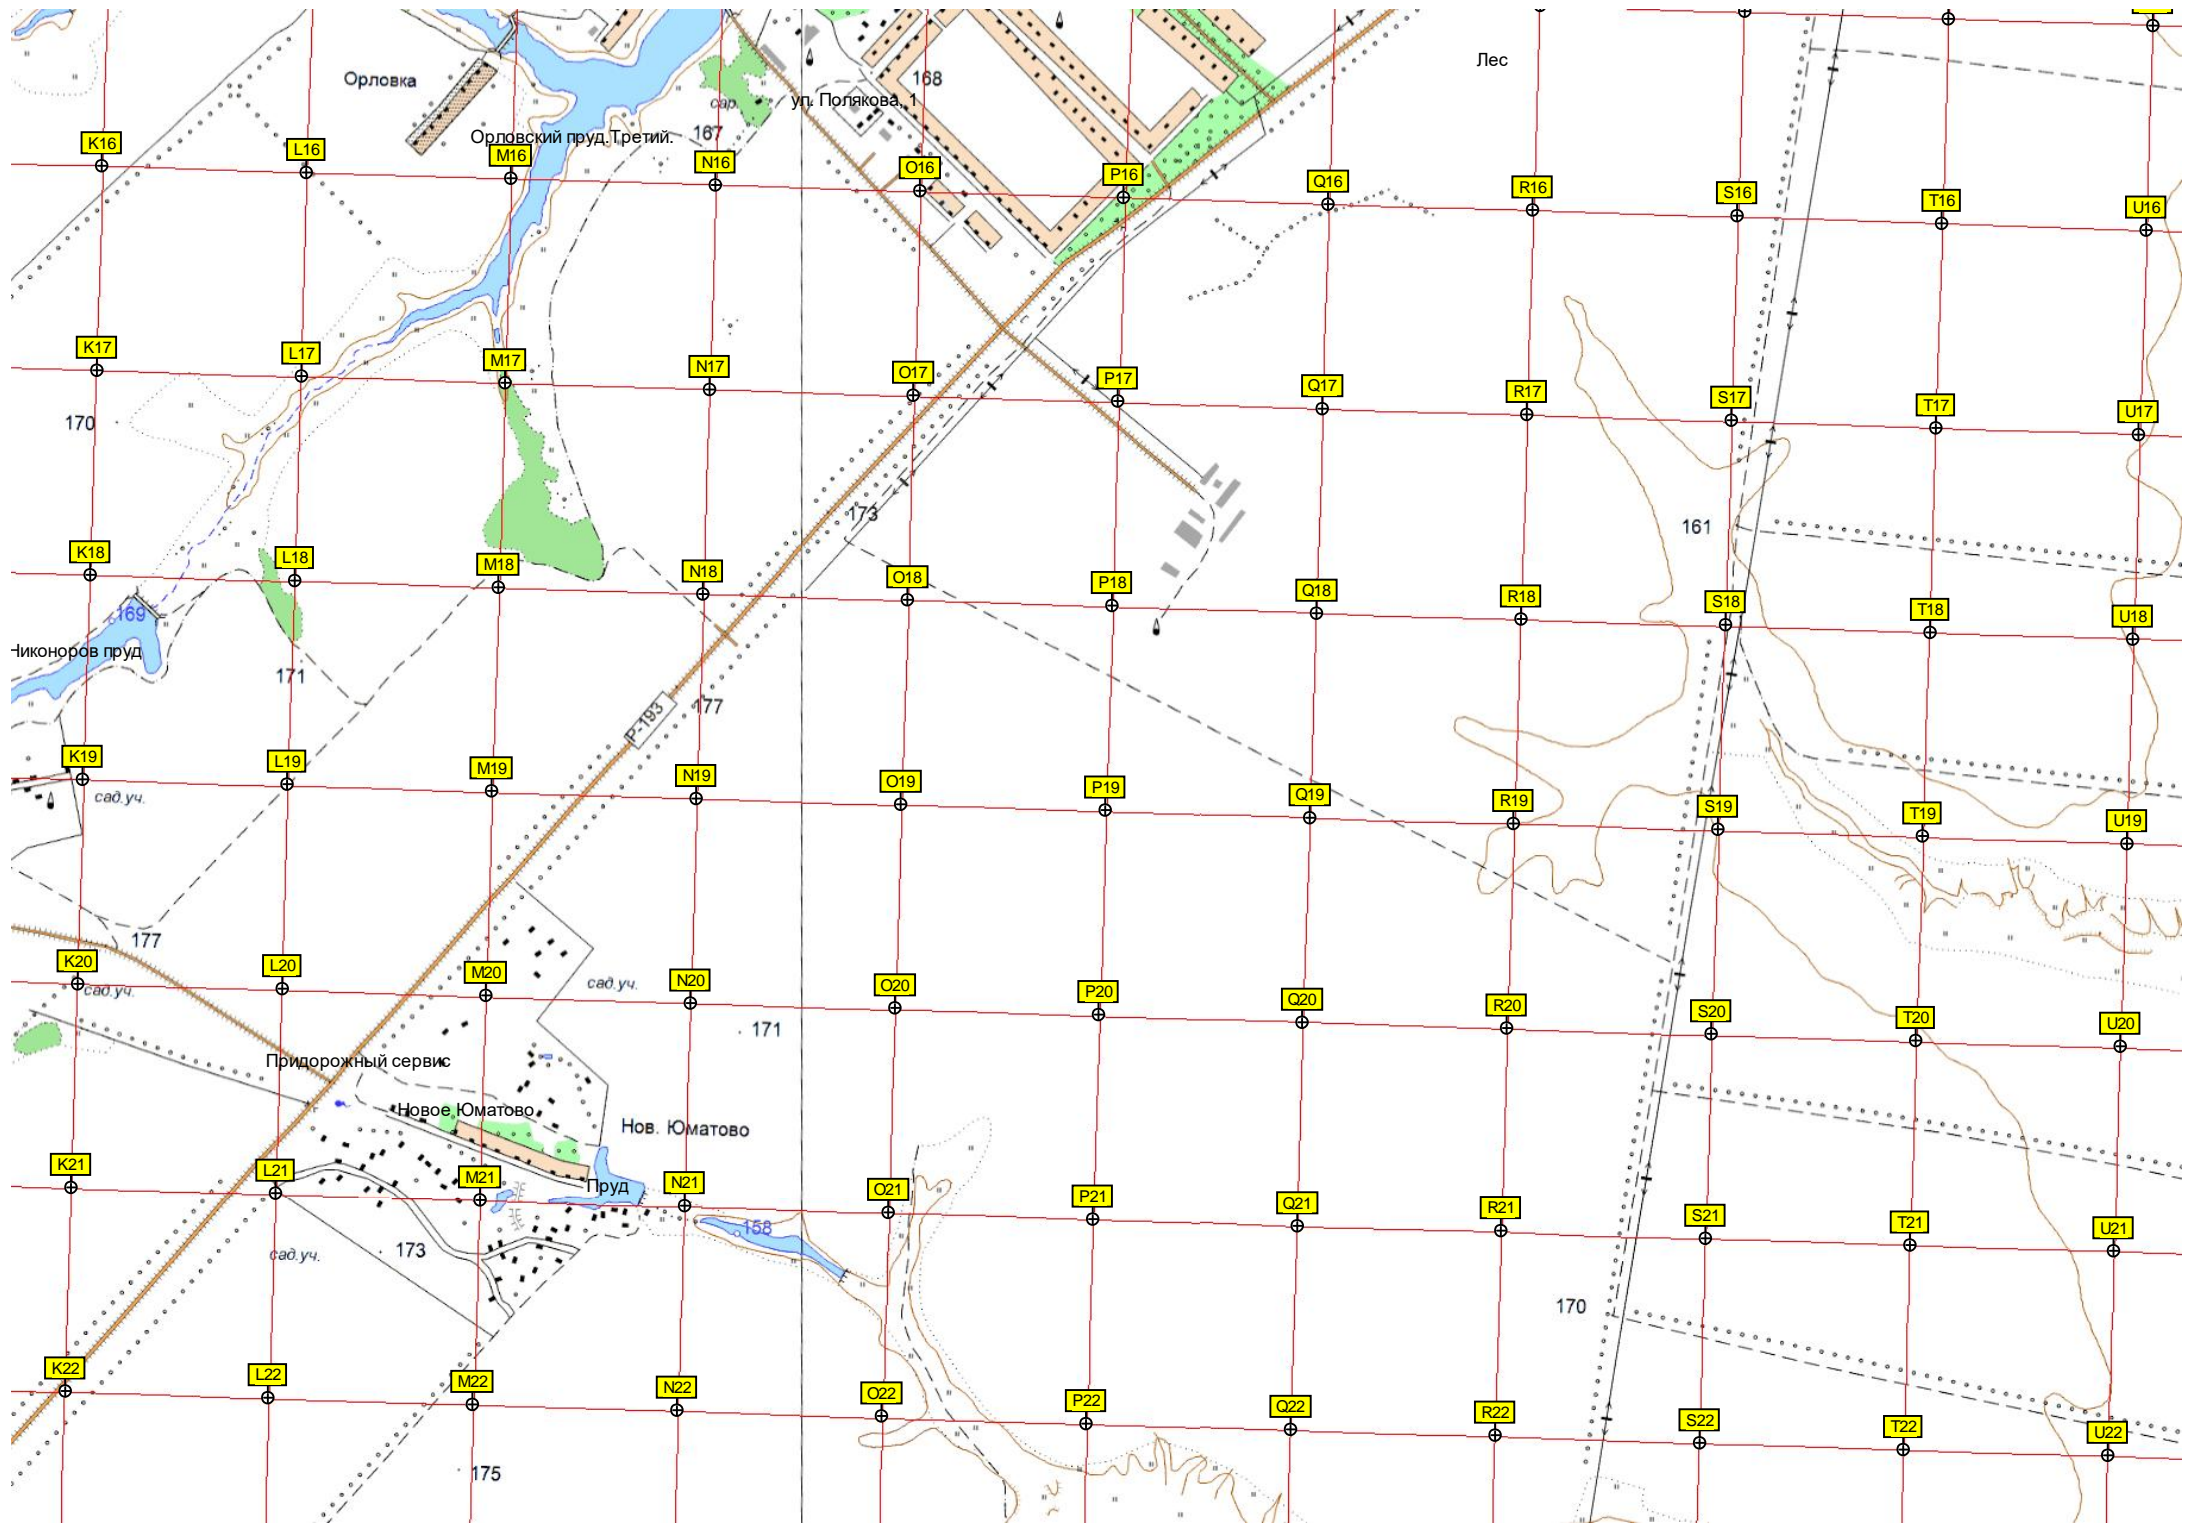 Лес
Орловка
168
сар.
ул. Полякова, 1
167
Орловский пруд Третий.
K16
L16
M16
N16
O16
P16
Q16
R16
S16
T16
U16
K17
L17
M17
N17
O17
P17
Q17
R17
S17
T17
U17
170
173
161
K18
L18
M18
N18
O18
P18
Q18
R18
S18
T18
U18
169
Никоноров пруд
171
177
Р-193
K19
L19
M19
N19
O19
P19
Q19
R19
S19
T19
U19
сад.уч.
177
K20
L20
M20
N20
O20
P20
Q20
R20
S20
T20
U20
сад.уч.
сад.уч.
171
Придорожный сервис
Новое Юматово
Нов. Юматово
K21
L21
M21
Пруд
N21
O21
P21
Q21
R21
S21
T21
U21
158
173
сад.уч.
170
K22
L22
M22
N22
O22
P22
Q22
R22
S22
T22
U22
175